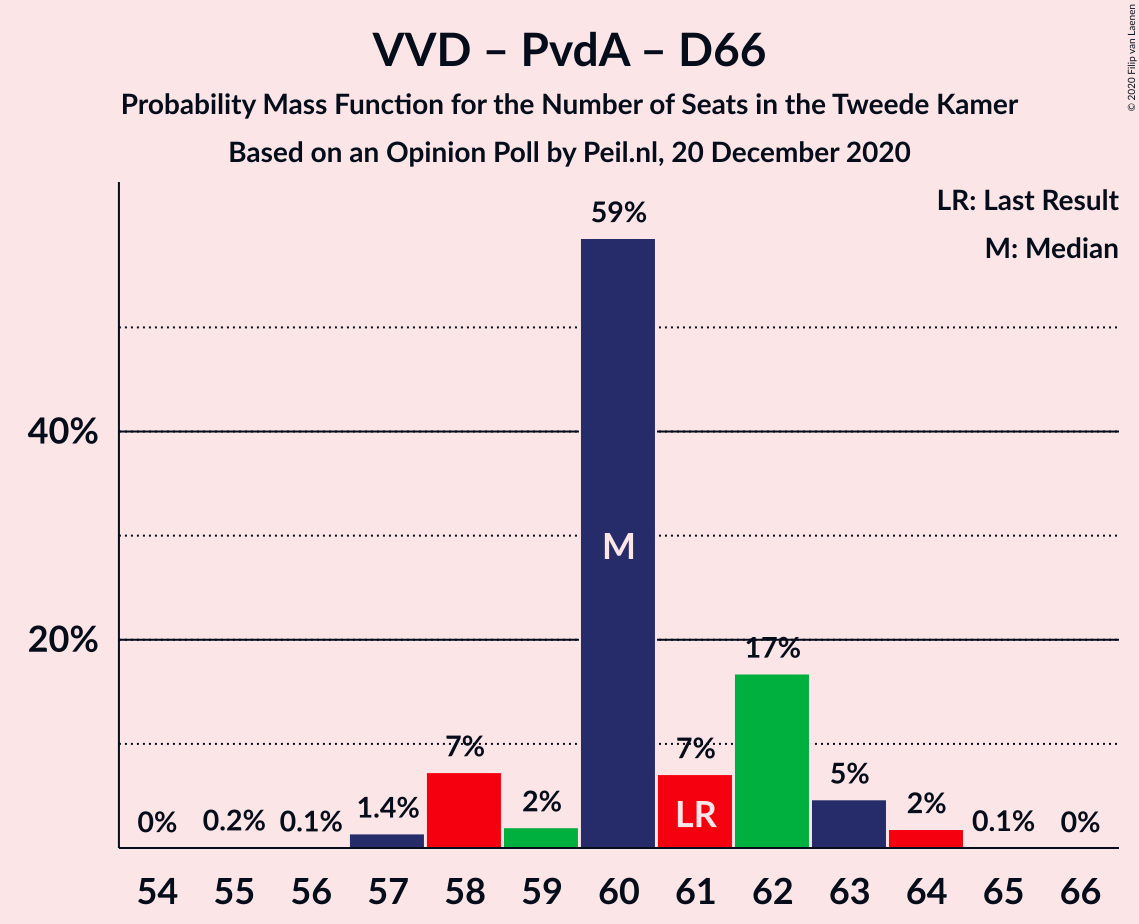 VVD – PvdA – D66
Probability Mass Function for the Number of Seats in the Tweede Kamer
Based on an Opinion Poll by Peil.nl, 20 December 2020
© 2020 Filip van Laenen
LR: Last Result
M: Median
40%
20%
0%
0.2%
0.1%
1.4%
7%
2%
59%
M
7%
LR
17%
5%
2%
0.1%
0%
54 55 56 57 58 59 60 61 62 63 64 65 66